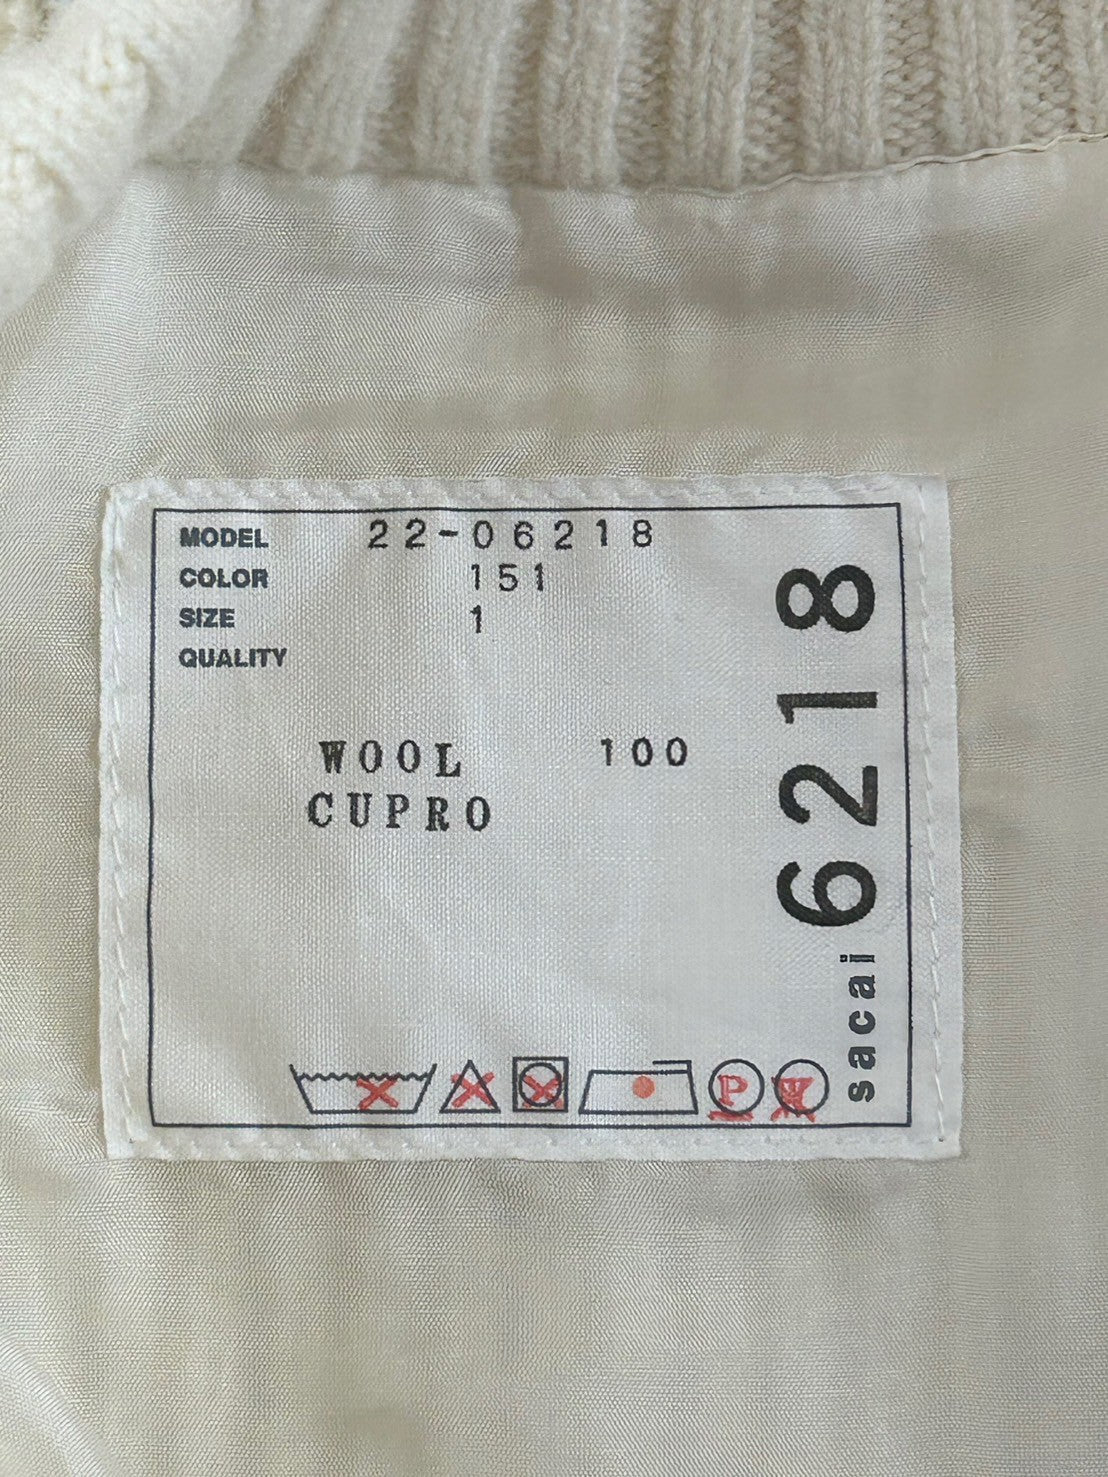 MODEL 22-06218
COLOR 151
SIZE 1
QUALITY
WOOL 100
CUPRO
sacai 6218
P
W